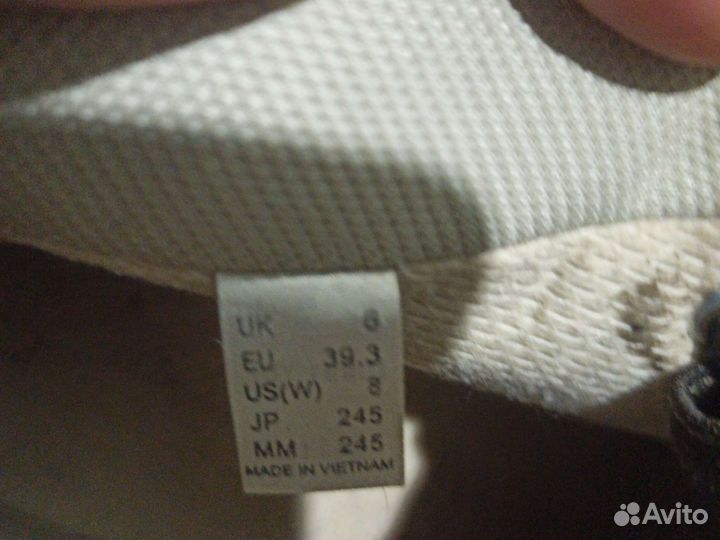 UK 6
EU 39.3
US(W) 8
JP 245
MM 245
MADE IN VIETNAM
Avito